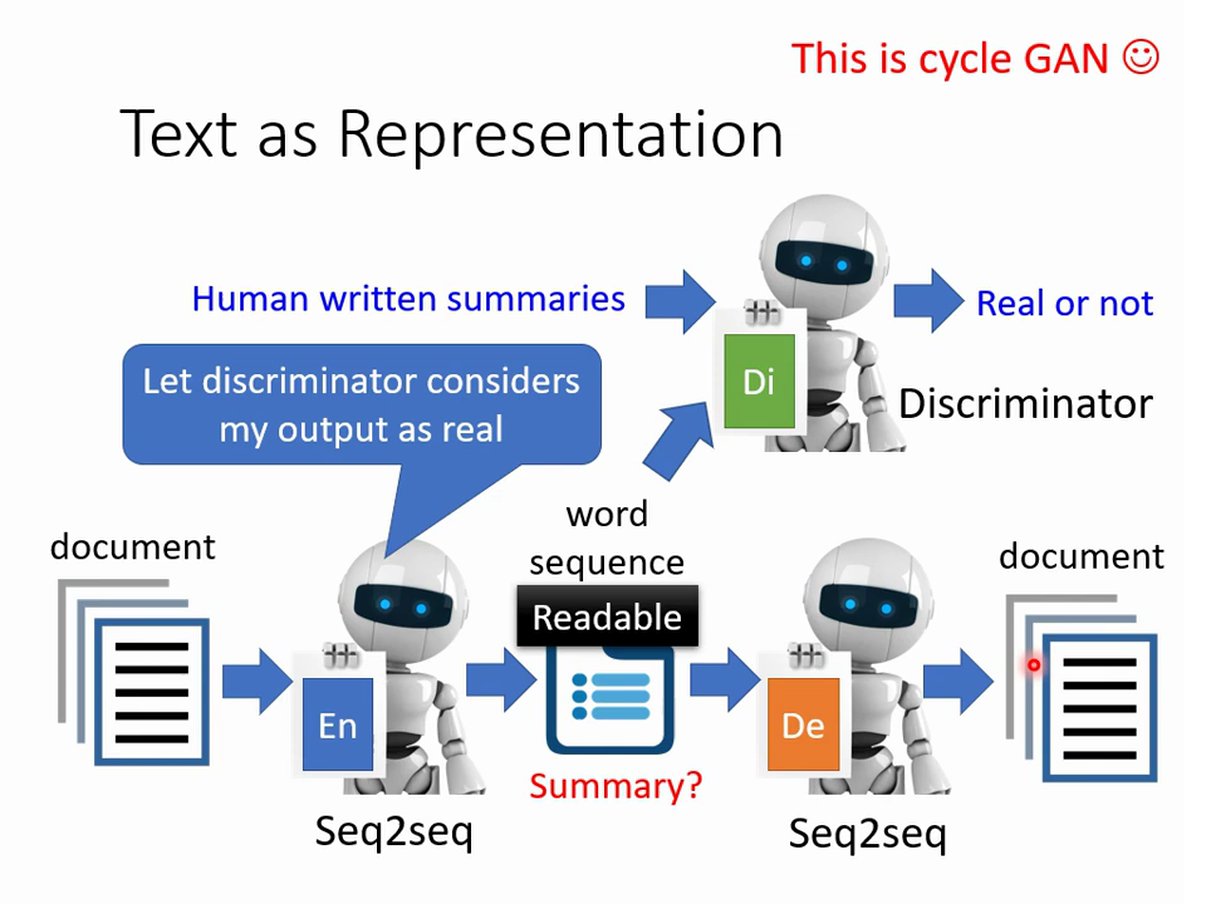 This is cycle GAN ☺
Text as Representation
Human written summaries
Real or not
Let discriminator considers
my output as real
Di
Discriminator
document
word
sequence
document
Readable
En
De
Summary?
Seq2seq
Seq2seq